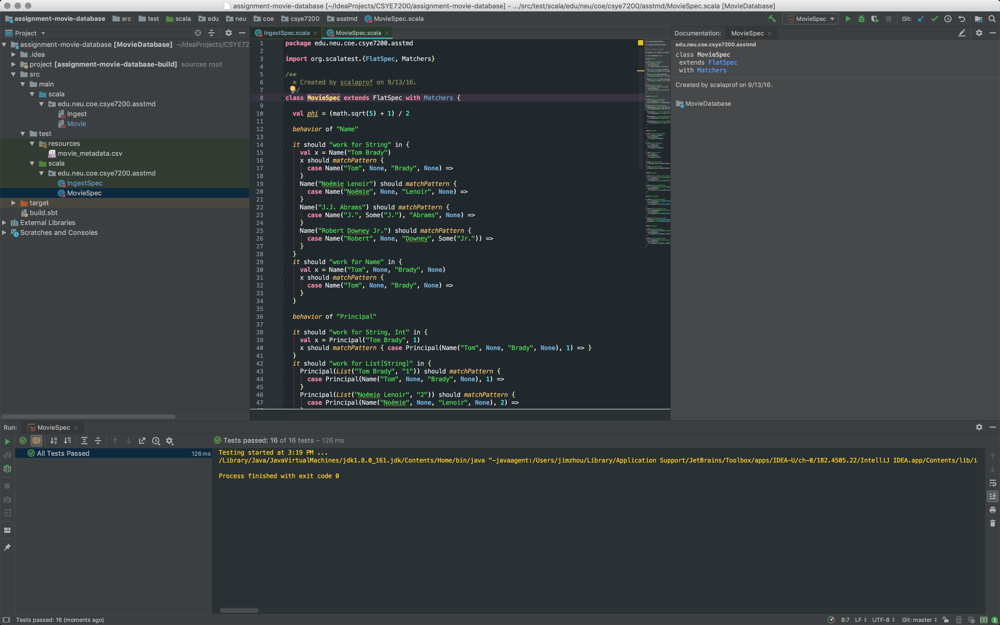 assignment-movie-database [~/IdeaProjects/CSYE7200/assignment-movie-database] - .../src/test/scala/edu/neu/coe/csye7200/asstmd/MovieSpec.scala [MovieDatabase]
assignment-movie-database src test scala edu neu coe csye7200 asstmd MovieSpec.scala
MovieSpec Git:
Project
assignment-movie-database [MovieDatabase] ~/IdeaProjects/CSYE72
.idea
project [assignment-movie-database-build] sources root
src
main
scala
edu.neu.coe.csye7200.asstmd
Ingest
Movie
test
resources
movie_metadata.csv
scala
edu.neu.coe.csye7200.asstmd
IngestSpec
MovieSpec
target
build.sbt
External Libraries
Scratches and Consoles
IngestSpec.scala MovieSpec.scala
1 package edu.neu.coe.csye7200.asstmd
2
3 import org.scalatest.{FlatSpec, Matchers}
4
5 /**
6 * Created by scalaprof on 9/13/16.
7 */
8 class MovieSpec extends FlatSpec with Matchers {
9
10 val phi = (math.sqrt(5) + 1) / 2
11
12 behavior of "Name"
13
14 it should "work for String" in {
15 val x = Name("Tom Brady")
16 x should matchPattern {
17 case Name("Tom", None, "Brady", None) =>
18 }
19 Name("Noémie Lenoir") should matchPattern {
20 case Name("Noémie", None, "Lenoir", None) =>
21 }
22 Name("J.J. Abrams") should matchPattern {
23 case Name("J.", Some("J."), "Abrams", None) =>
24 }
25 Name("Robert Downey Jr.") should matchPattern {
26 case Name("Robert", None, "Downey", Some("Jr.")) =>
27 }
28 }
29 it should "work for Name" in {
30 val x = Name("Tom", None, "Brady", None)
31 x should matchPattern {
32 case Name("Tom", None, "Brady", None) =>
33 }
34 }
35
36 behavior of "Principal"
37
38 it should "work for String, Int" in {
39 val x = Principal("Tom Brady", 1)
40 x should matchPattern { case Principal(Name("Tom", None, "Brady", None), 1) => }
41 }
42 it should "work for List[String]" in {
43 Principal(List("Tom Brady", "1")) should matchPattern {
44 case Principal(Name("Tom", None, "Brady", None), 1) =>
45 }
46 Principal(List("Noémie Lenoir", "2")) should matchPattern {
47 case Principal(Name("Noémie", None, "Lenoir", None), 2) =>
Documentation: MovieSpec
edu.neu.coe.csye7200.asstmd
class MovieSpec
extends FlatSpec
with Matchers
Created by scalaprof on 9/13/16.
MovieDatabase
Run: MovieSpec
Tests passed: 16 of 16 tests – 126 ms
All Tests Passed 126 ms
Testing started at 3:19 PM ...
/Library/Java/JavaVirtualMachines/jdk1.8.0_161.jdk/Contents/Home/bin/java "-javaagent:/Users/jimzhou/Library/Application Support/JetBrains/Toolbox/apps/IDEA-U/ch-0/182.4505.22/IntelliJ IDEA.app/Contents/lib/i
Process finished with exit code 0
Tests passed: 16 (moments ago)
8:7 LF UTF-8 Git: master [T] 1